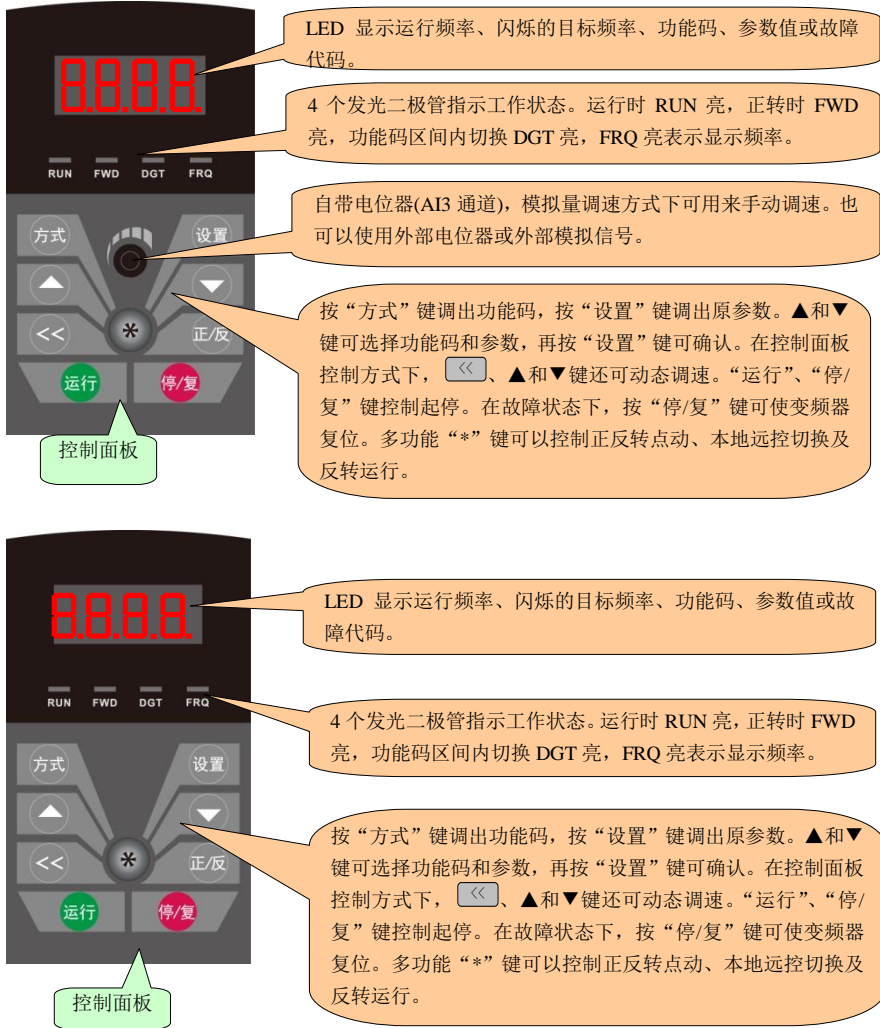 LED 显示运行频率、闪烁的目标频率、功能码、参数值或故障
代码。
8.8.8.8.
4 个发光二极管指示工作状态。运行时 RUN 亮，正转时 FWD
亮，功能码区间内切换 DGT 亮，FRQ 亮表示显示频率。
RUN FWD DGT FRQ
自带电位器(AI3 通道)，模拟量调速方式下可用来手动调速。也
可以使用外部电位器或外部模拟信号。
方式 设置
▲ ▼
<< * 正/反
运行 停/复
按“方式”键调出功能码，按“设置”键调出原参数。▲和▼
键可选择功能码和参数，再按“设置”键可确认。在控制面板
控制方式下， << 、▲和▼键还可动态调速。“运行”、“停/
复”键控制起停。在故障状态下，按“停/复”键可使变频器
复位。多功能“*”键可以控制正反转点动、本地远控切换及
反转运行。
控制面板
8.8.8.8.
LED 显示运行频率、闪烁的目标频率、功能码、参数值或故
障代码。
RUN FWD DGT FRQ
4 个发光二极管指示工作状态。运行时 RUN 亮，正转时 FWD
亮，功能码区间内切换 DGT 亮，FRQ 亮表示显示频率。
方式 设置
▲ ▼
<< * 正/反
运行 停/复
按“方式”键调出功能码，按“设置”键调出原参数。▲和▼
键可选择功能码和参数，再按“设置”键可确认。在控制面板
控制方式下， << 、▲和▼键还可动态调速。“运行”、“停/
复”键控制起停。在故障状态下，按“停/复”键可使变频器
复位。多功能“*”键可以控制正反转点动、本地远控切换及
反转运行。
控制面板